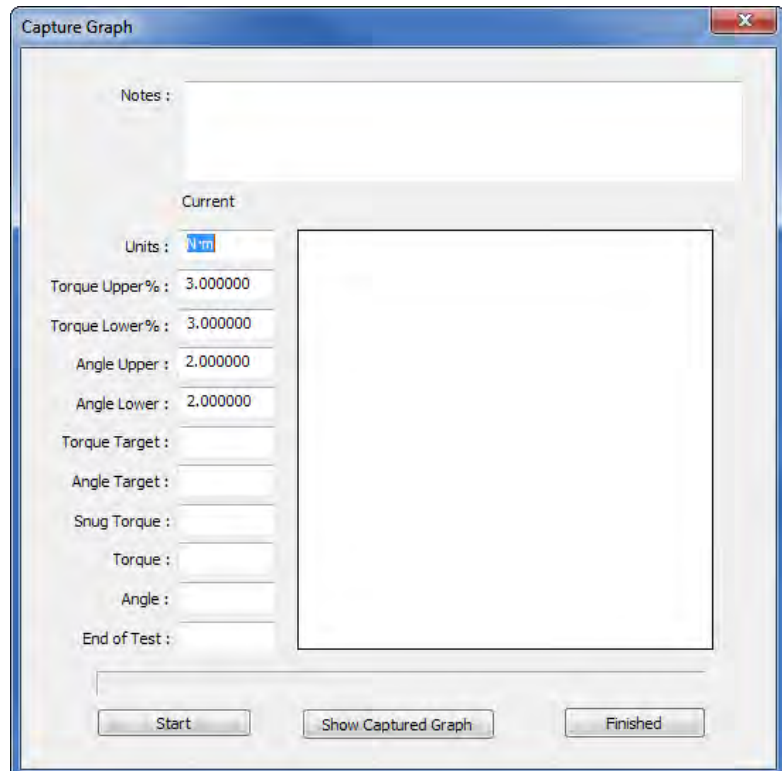 Capture Graph
Notes :
Current
Units : N·m
Torque Upper% : 3.000000
Torque Lower% : 3.000000
Angle Upper : 2.000000
Angle Lower : 2.000000
Torque Target :
Angle Target :
Snug Torque :
Torque :
Angle :
End of Test :
Start Show Captured Graph Finished